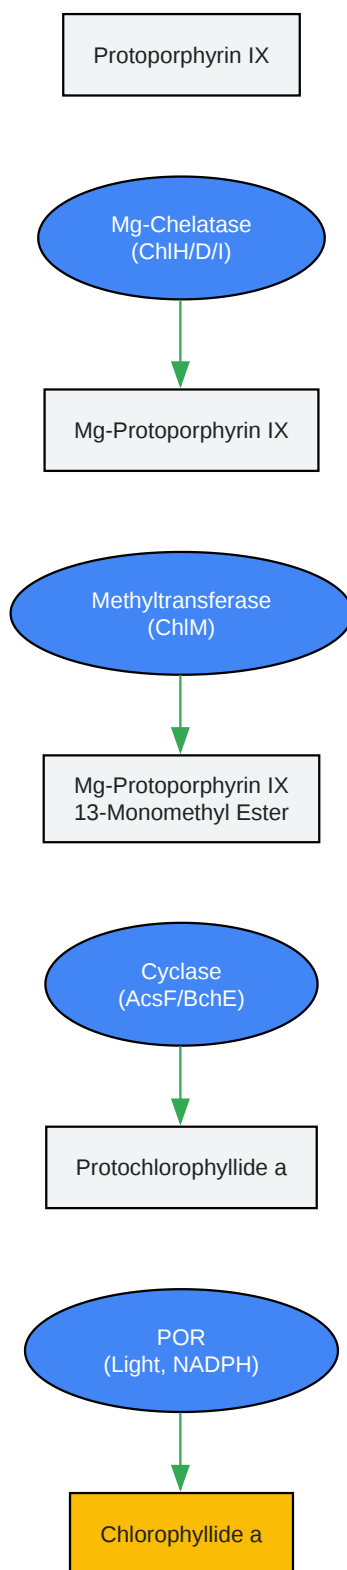 Protoporphyrin IX
Mg-Chelatase
(ChlH/D/I)
Mg-Protoporphyrin IX
Methyltransferase
(ChlM)
Mg-Protoporphyrin IX
13-Monomethyl Ester
Cyclase
(AcsF/BchE)
Protochlorophyllide a
POR
(Light, NADPH)
Chlorophyllide a